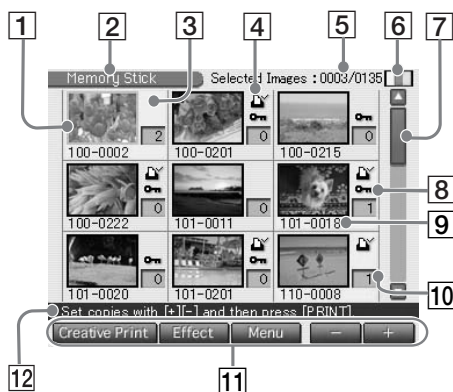 1 2 3 4 5 6 7
Memory Stick Selected Images : 0003/0135
2 0 0
100-0002 100-0201 100-0215
8
0 0 1
100-0222 101-0011 101-0018 9
0 0 1 10
101-0020 0201 110-0008
Set copies with [+][-] and then press [PRINT].
Creative Print Effect Menu - +
12 11